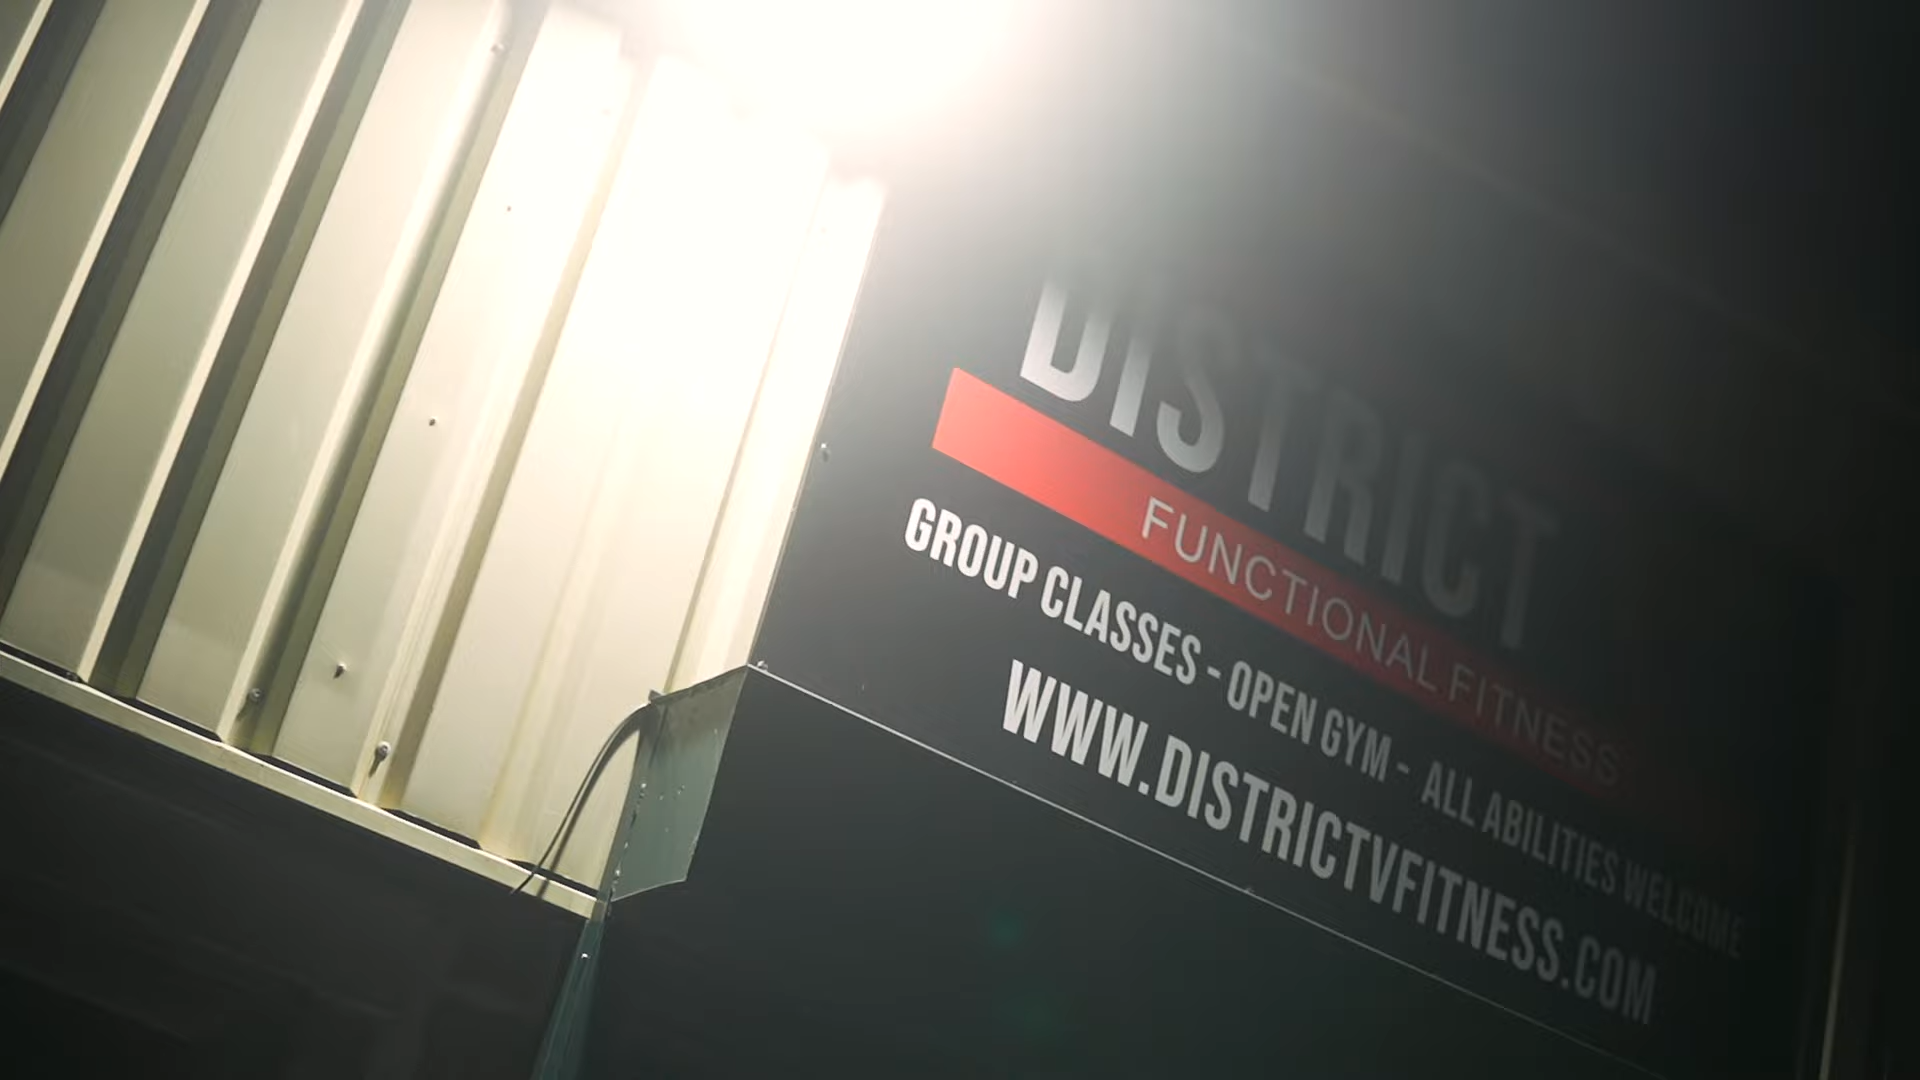 DISTRICT
FUNCTIONAL FITNESS
GROUP CLASSES - OPEN GYM - ALL ABILITIES WELCOME
WWW.DISTRICTVFITNESS.COM